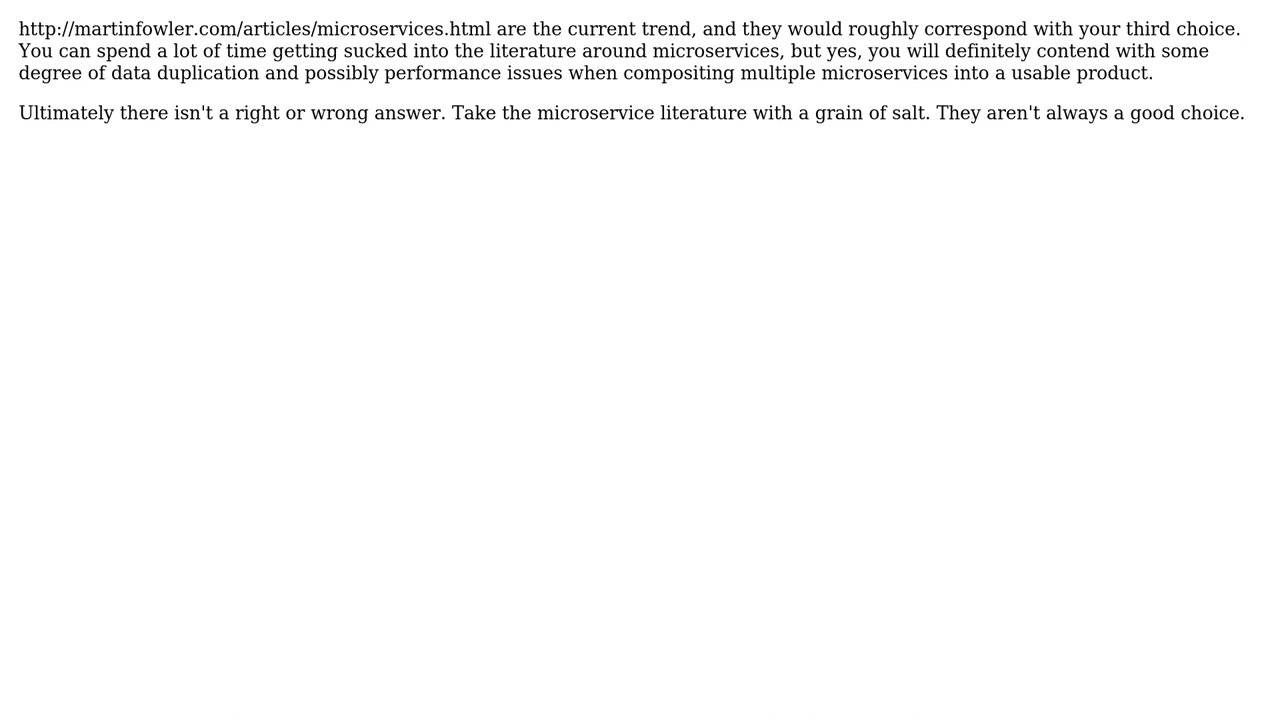 http://martinfowler.com/articles/microservices.html are the current trend, and they would roughly correspond with your third choice.
You can spend a lot of time getting sucked into the literature around microservices, but yes, you will definitely contend with some
degree of data duplication and possibly performance issues when compositing multiple microservices into a usable product.
Ultimately there isn't a right or wrong answer. Take the microservice literature with a grain of salt. They aren't always a good choice.